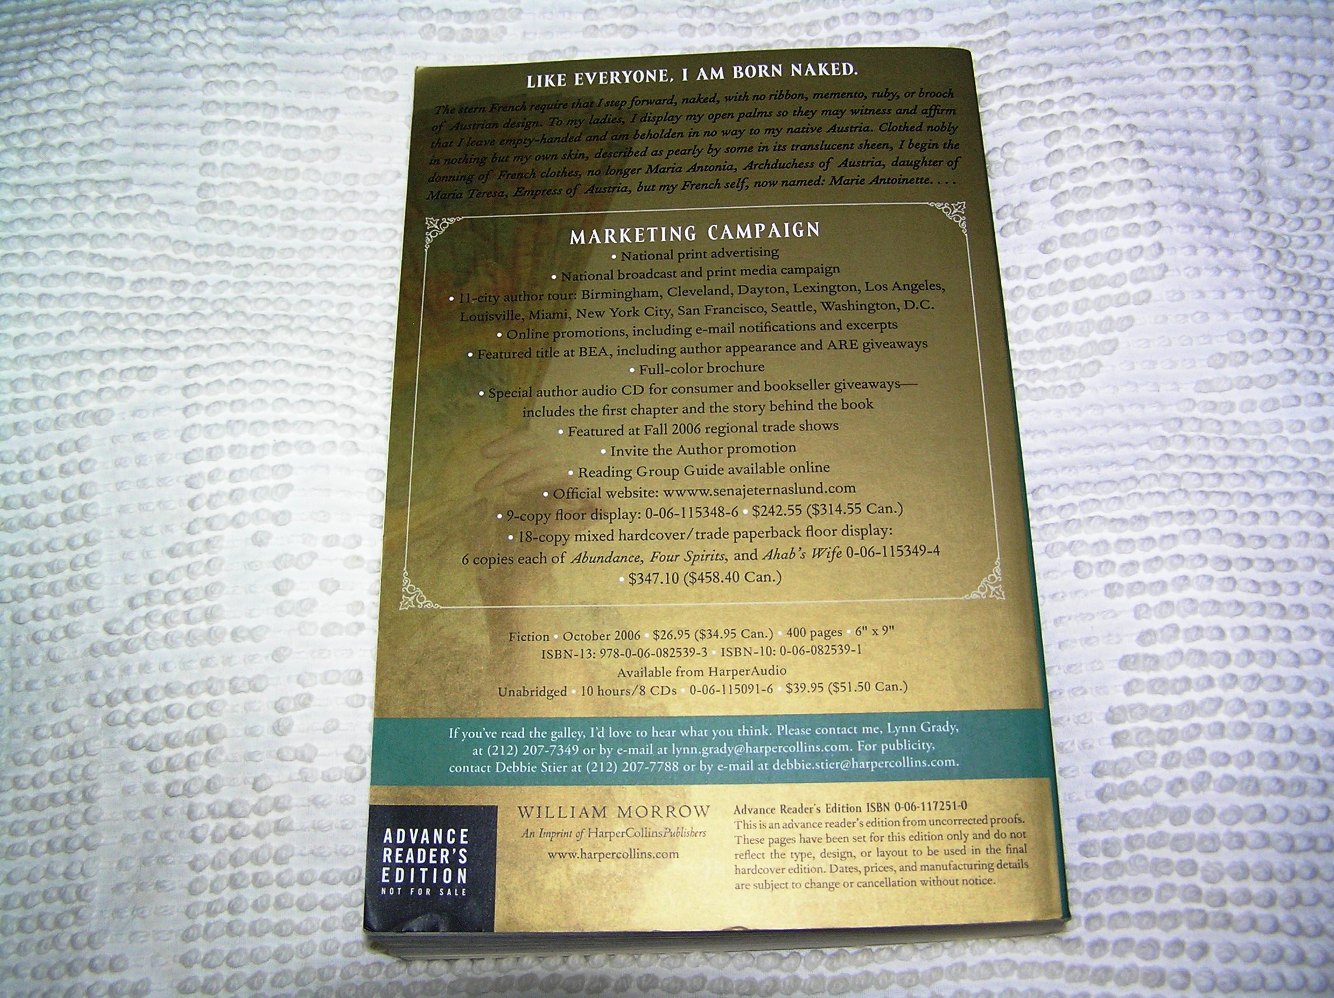 LIKE EVERYONE, I AM BORN NAKED.
The stern French require that I step forward, naked, with no ribbon, memento, ruby, or brooch
of Austrian design. To my ladies, I display my open palms so they may witness and affirm
that I leave empty-handed and am beholden in no way to my native Austria. Clothed nobly
in nothing but my own skin, described as pearly by some in its translucent sheen, I begin the
donning of French clothes, no longer Maria Antonia, Archduchess of Austria, daughter of
Maria Teresa, Empress of Austria, but my French self, now named: Marie Antoinette. . . .
MARKETING CAMPAIGN
• National print advertising
• National broadcast and print media campaign
• 11-city author tour: Birmingham, Cleveland, Dayton, Lexington, Los Angeles,
Louisville, Miami, New York City, San Francisco, Seattle, Washington, D.C.
• Online promotions, including e-mail notifications and excerpts
• Featured title at BEA, including author appearance and ARE giveaways
• Full-color brochure
• Special author audio CD for consumer and bookseller giveaways—
includes the first chapter and the story behind the book
• Featured at Fall 2006 regional trade shows
• Invite the Author promotion
• Reading Group Guide available online
• Official website: wwww.senajeternaslund.com
• 9-copy floor display: 0-06-115348-6 • $242.55 ($314.55 Can.)
• 18-copy mixed hardcover/trade paperback floor display:
6 copies each of Abundance, Four Spirits, and Ahab's Wife 0-06-115349-4
• $347.10 ($458.40 Can.)
Fiction • October 2006 • $26.95 ($34.95 Can.) • 400 pages • 6" x 9"
ISBN-13: 978-0-06-082539-3 • ISBN-10: 0-06-082539-1
Available from HarperAudio
Unabridged • 10 hours/8 CDs • 0-06-115091-6 • $39.95 ($51.50 Can.)
If you've read the galley, I'd love to hear what you think. Please contact me, Lynn Grady,
at (212) 207-7349 or by e-mail at lynn.grady@harpercollins.com. For publicity,
contact Debbie Stier at (212) 207-7788 or by e-mail at debbie.stier@harpercollins.com.
ADVANCE
READER'S
EDITION
NOT FOR SALE
WILLIAM MORROW
An Imprint of HarperCollinsPublishers
www.harpercollins.com
Advance Reader's Edition ISBN 0-06-117251-0
This is an advance reader's edition from uncorrected proofs.
These pages have been set for this edition only and do not
reflect the type, design, or layout to be used in the final
hardcover edition. Dates, prices, and manufacturing details
are subject to change or cancellation without notice.